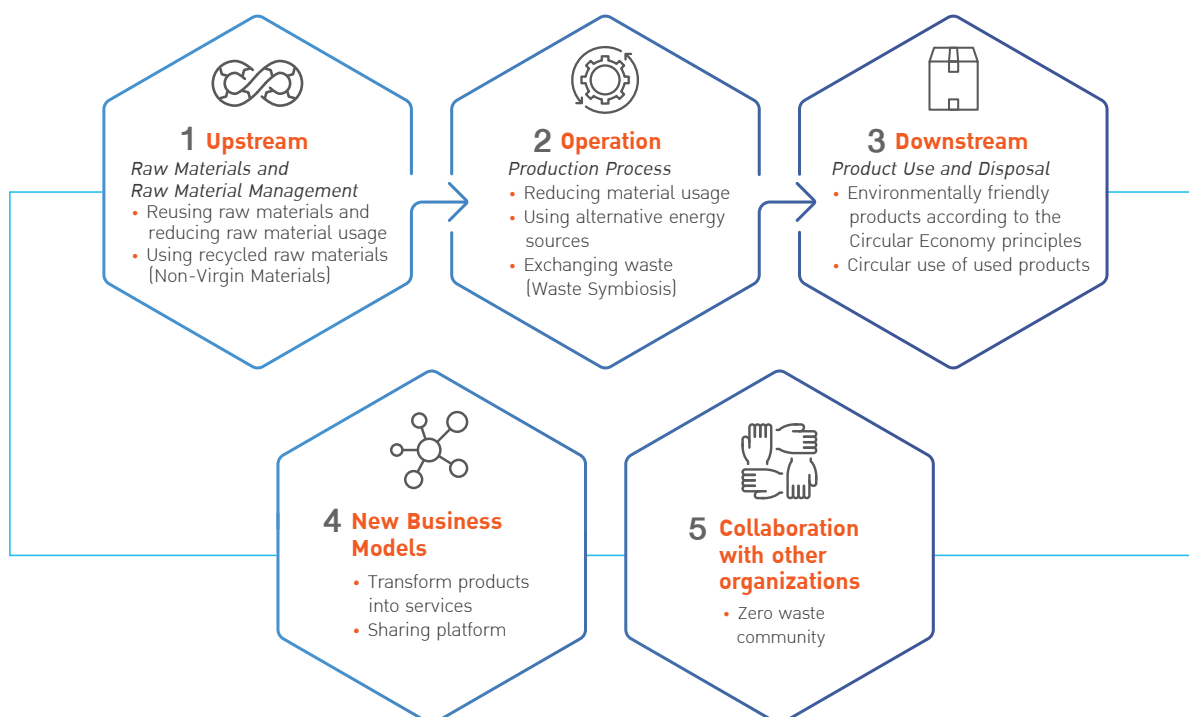 1 Upstream
Raw Materials and
Raw Material Management
• Reusing raw materials and
reducing raw material usage
• Using recycled raw materials
(Non-Virgin Materials)
2 Operation
Production Process
• Reducing material usage
• Using alternative energy
sources
• Exchanging waste
(Waste Symbiosis)
3 Downstream
Product Use and Disposal
• Environmentally friendly
products according to the
Circular Economy principles
• Circular use of used products
4 New Business
Models
• Transform products
into services
• Sharing platform
5 Collaboration
with other
organizations
• Zero waste
community